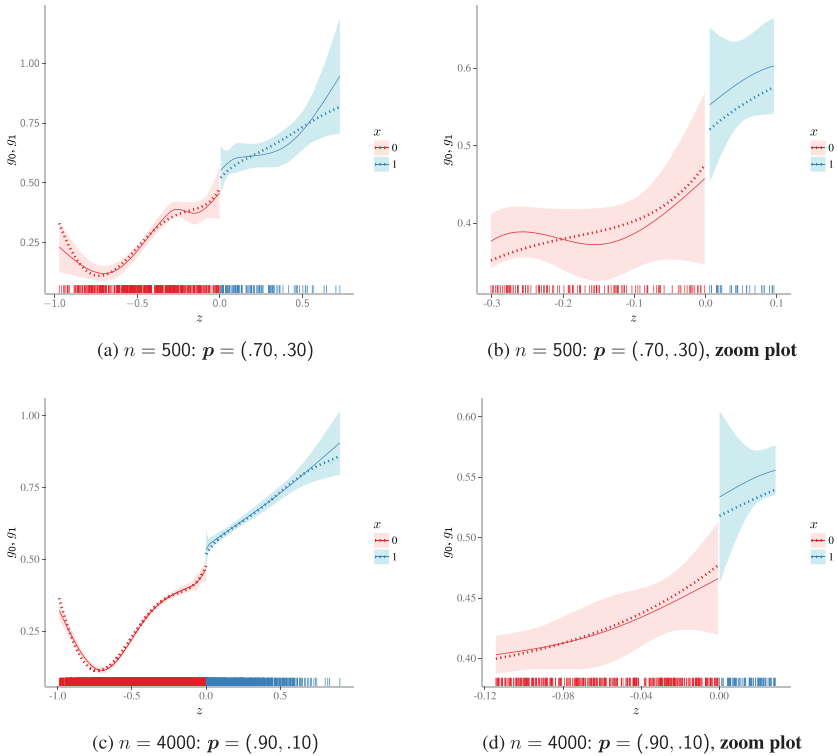 1.00
0.75
0.50
0.25
g₀, g₁
−1.0
−0.5
0.0
0.5
z
x
0
1
(a) n = 500: p = (.70, .30)
0.6
0.5
0.4
g₀, g₁
-0.3
-0.2
-0.1
0.0
0.1
z
x
0
1
(b) n = 500: p = (.70, .30), zoom plot
1.00
0.75
0.50
0.25
g₀, g₁
-1.0
-0.5
0.0
0.5
z
x
0
1
(c) n = 4000: p = (.90, .10)
0.60
0.55
0.50
0.45
0.40
g₀, g₁
-0.12
-0.08
-0.04
0.00
z
x
0
1
(d) n = 4000: p = (.90, .10), zoom plot